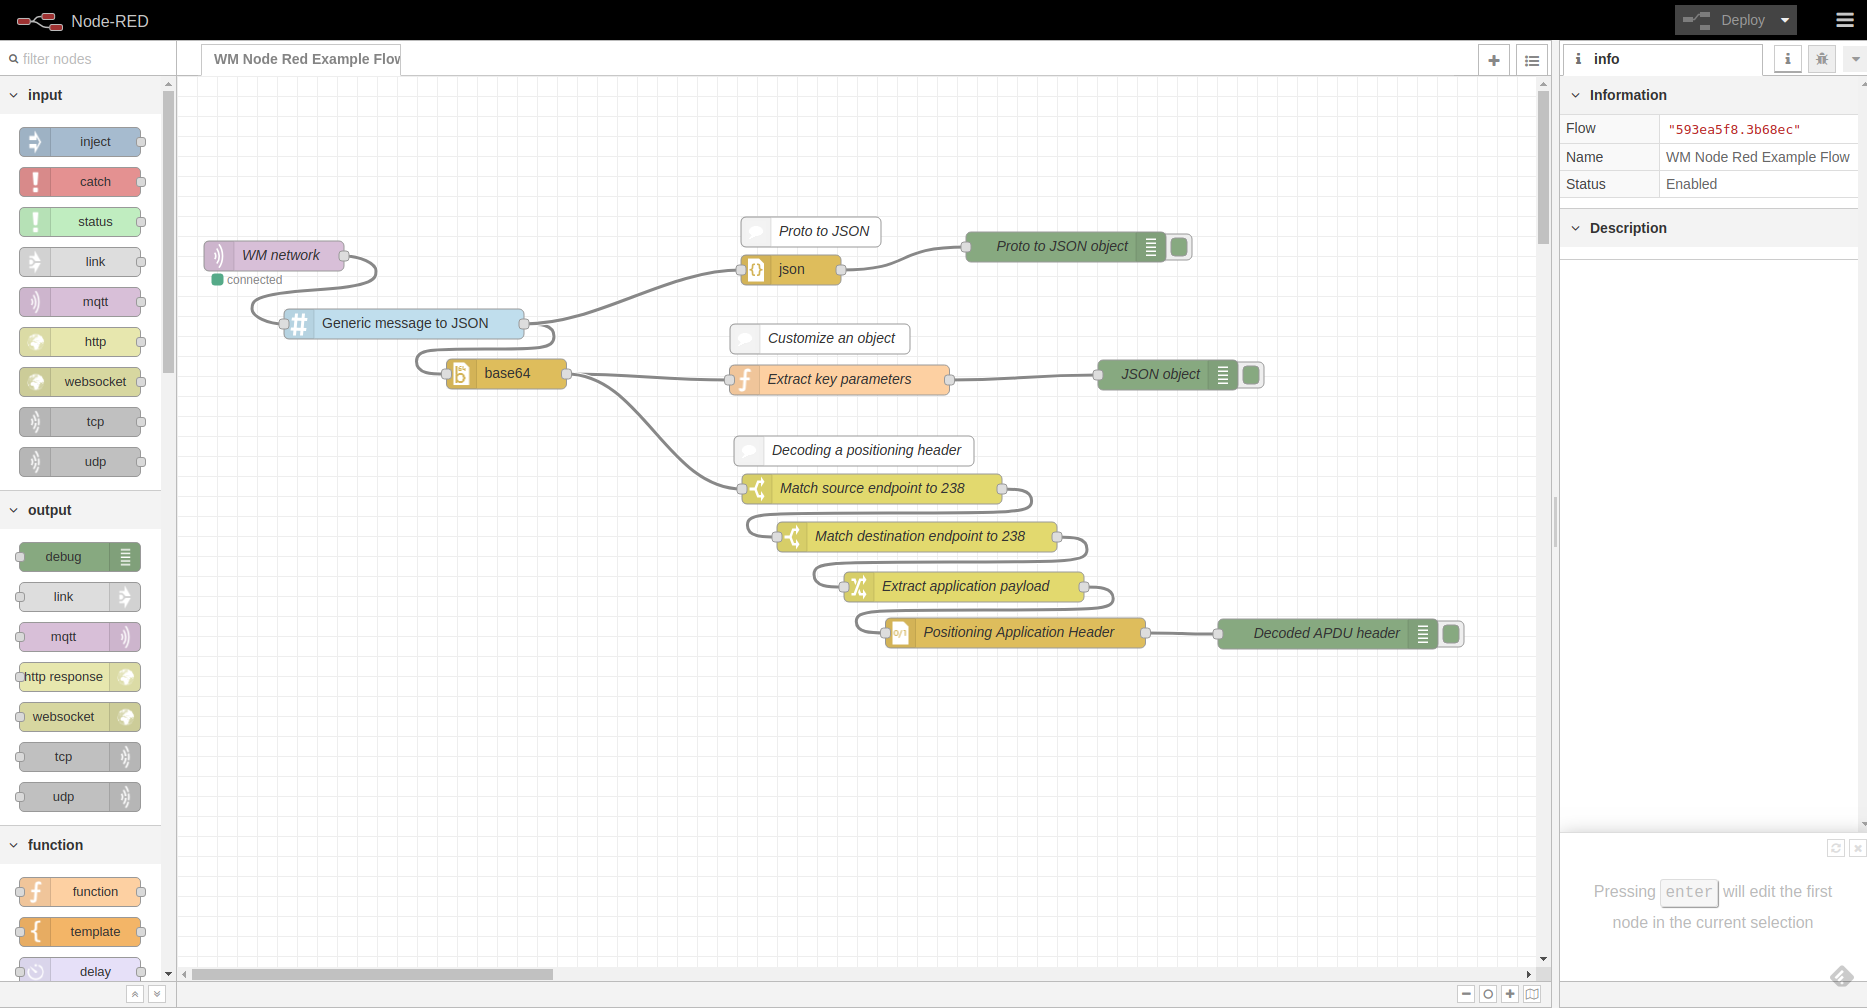 Node-RED
Deploy
filter nodes
WM Node Red Example Flow
info
input
inject
catch
status
link
mqtt
http
websocket
tcp
udp
output
debug
link
mqtt
http response
websocket
tcp
udp
function
function
template
delay
WM network
connected
Generic message to JSON
base64
Proto to JSON
json
Proto to JSON object
Customize an object
Extract key parameters
JSON object
Decoding a positioning header
Match source endpoint to 238
Match destination endpoint to 238
Extract application payload
Positioning Application Header
Decoded APDU header
Information
Flow "593ea5f8.3b68ec"
Name WM Node Red Example Flow
Status Enabled
Description
Pressing enter will edit the first
node in the current selection